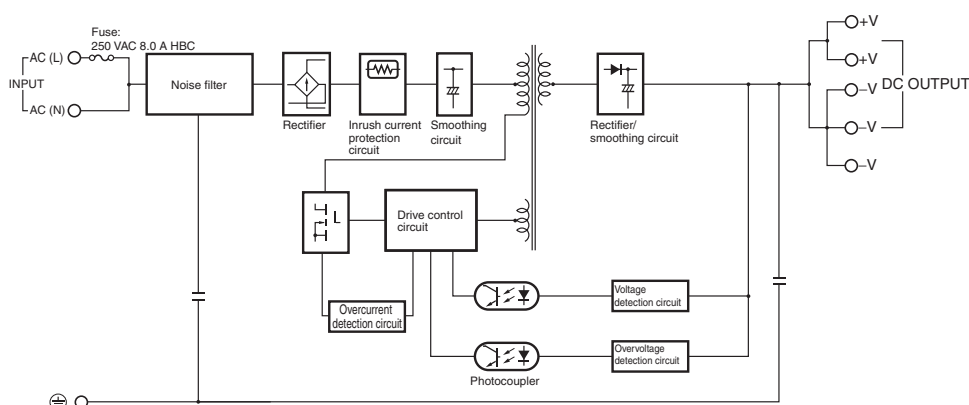 Fuse:
250 VAC 8.0 A HBC
AC (L)
INPUT
AC (N)
Noise filter
Rectifier
Inrush current
protection
circuit
Smoothing
circuit
Rectifier/
smoothing circuit
+V
+V
−V
DC OUTPUT
−V
−V
Drive control
circuit
Overcurrent
detection circuit
Voltage
detection circuit
Overvoltage
detection circuit
Photocoupler